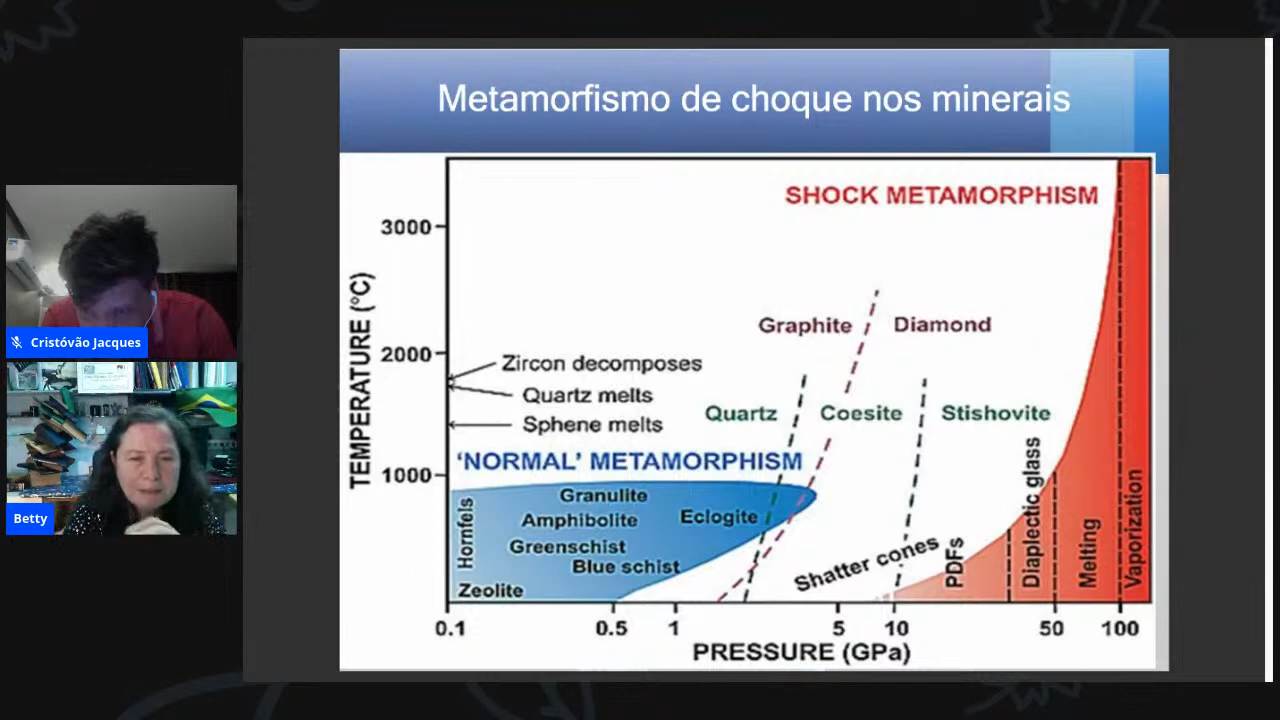 Metamorfismo de choque nos minerais
SHOCK METAMORPHISM
TEMPERATURE (°C)
3000
2000
1000
Graphite
Diamond
Zircon decomposes
Quartz melts
Sphene melts
Quartz
Coesite
Stishovite
'NORMAL' METAMORPHISM
Hornfels
Granulite
Amphibolite
Eclogite
Greenschist
Blue schist
Zeolite
Shatter cones
PDFs
Diaplectic glass
Melting
Vaporization
0.1
0.5
1
5
10
50
100
PRESSURE (GPa)
Cristóvão Jacques
Betty